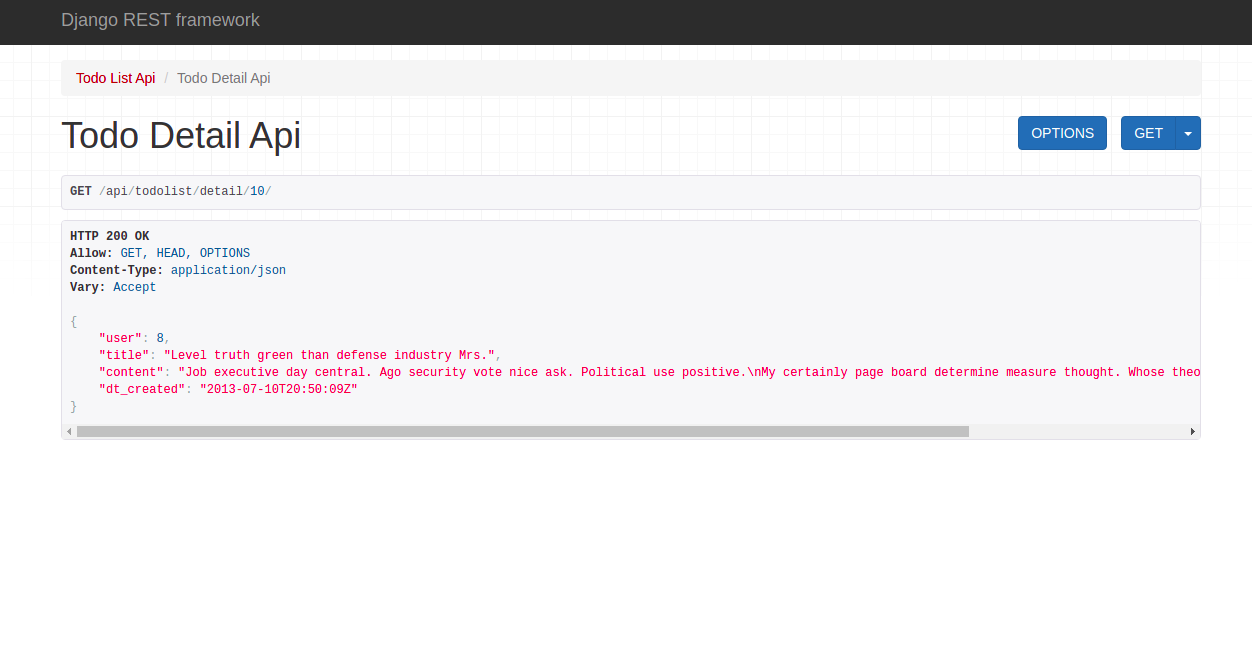 Django REST framework
Todo List Api / Todo Detail Api
Todo Detail Api
OPTIONS
GET
GET /api/todolist/detail/10/
HTTP 200 OK
Allow: GET, HEAD, OPTIONS
Content-Type: application/json
Vary: Accept
{
    "user": 8,
    "title": "Level truth green than defense industry Mrs.",
    "content": "Job executive day central. Ago security vote nice ask. Political use positive.\nMy certainly page board determine measure thought. Whose theo
    "dt_created": "2013-07-10T20:50:09Z"
}